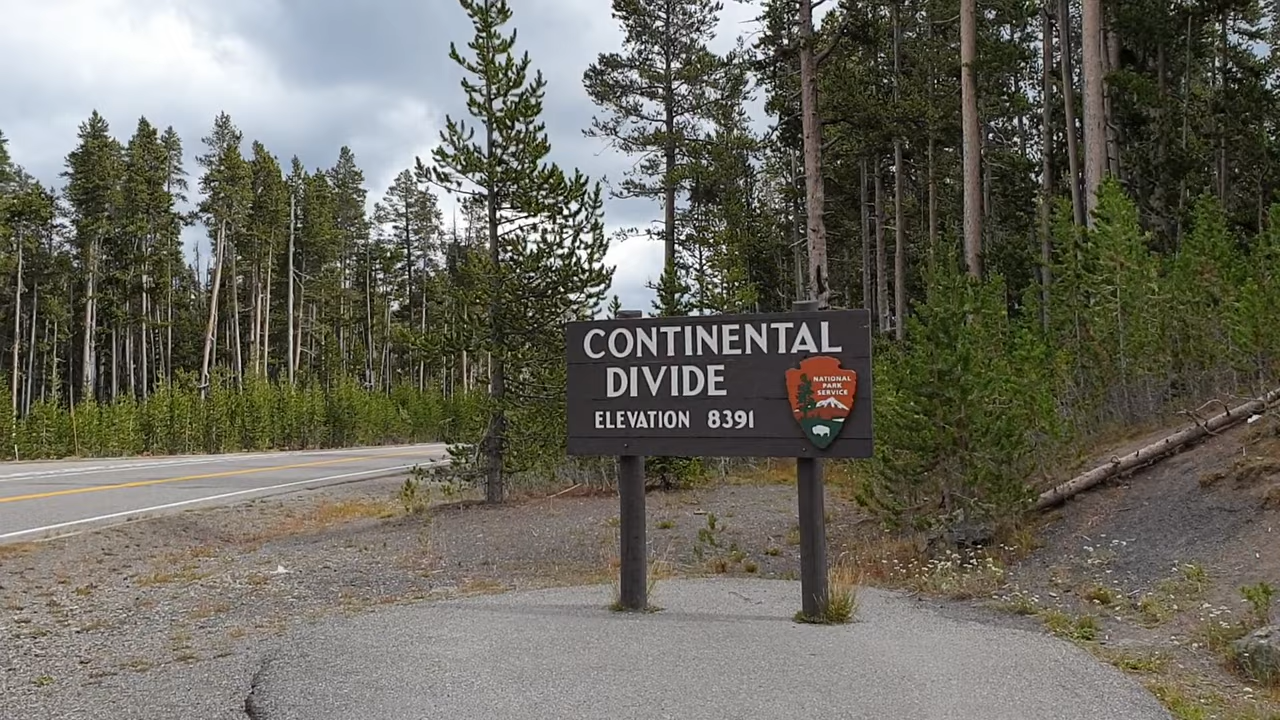 CONTINENTAL
DIVIDE
ELEVATION 8391
NATIONAL
PARK
SERVICE